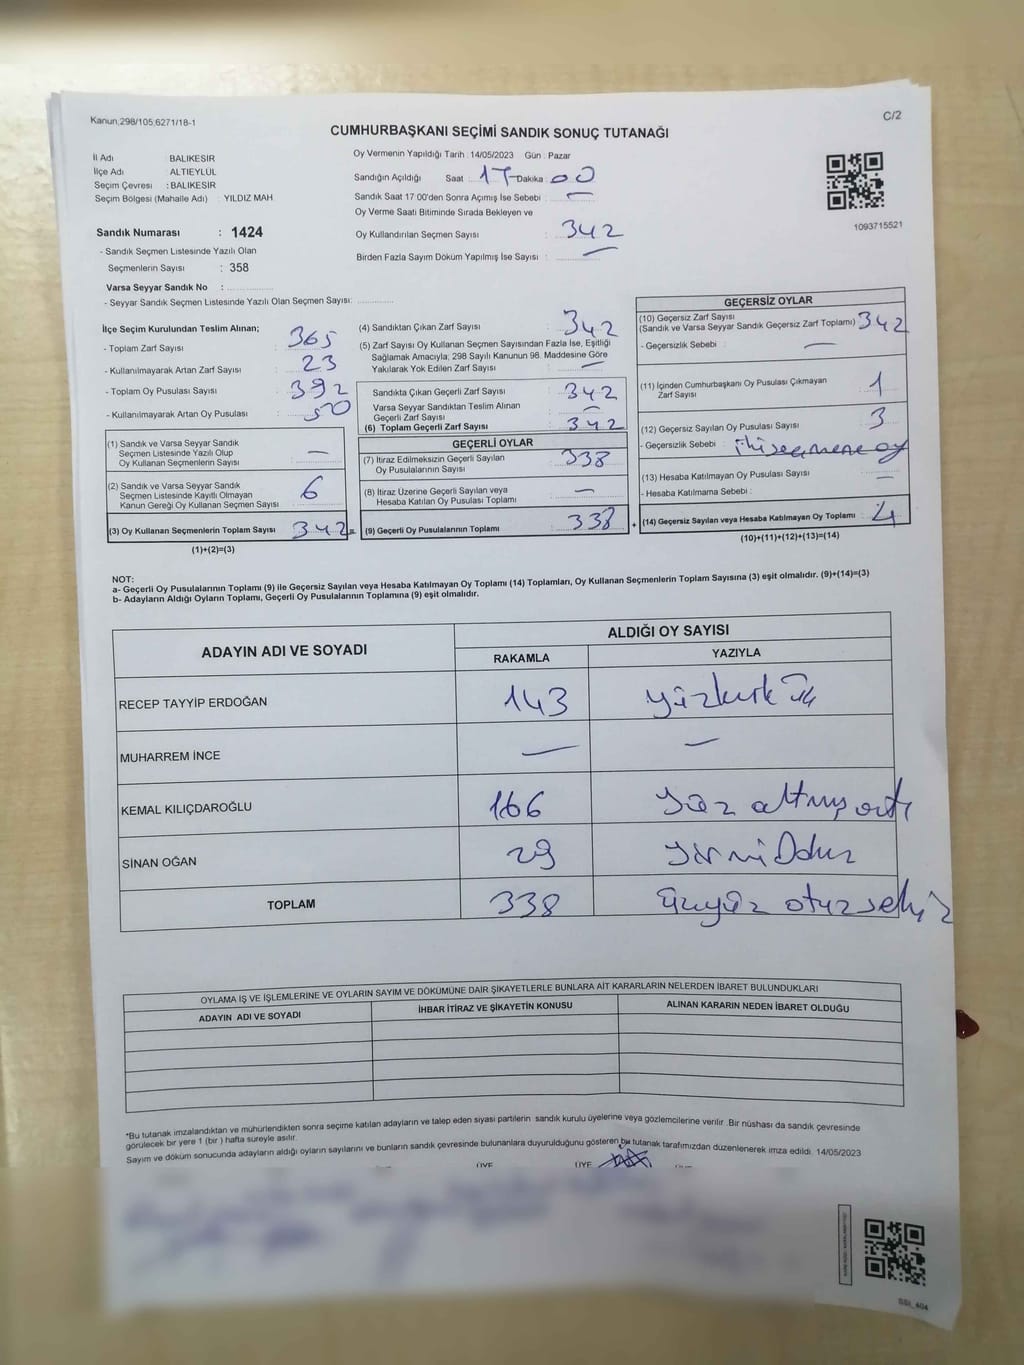 Kanun,298/105,6271/18-1
C/2
CUMHURBAŞKANI SEÇİMİ SANDIK SONUÇ TUTANAĞI
İl Adı BALIKESİR
İlçe Adı ALTIEYLÜL
Seçim Çevresi : BALIKESİR
Seçim Bölgesi (Mahalle Adı) : YILDIZ MAH
Sandık Numarası : 1424
- Sandık Seçmen Listesinde Yazılı Olan
Seçmenlerin Sayısı : 358
Varsa Seyyar Sandık No :
- Seyyar Sandık Seçmen Listesinde Yazılı Olan Seçmen Sayısı:
Oy Vermenin Yapıldığı Tarih : 14/05/2023 Gün : Pazar
Sandığın Açıldığı Saat : 17 Dakika : 00
Sandık Saat 17 00'den Sonra Açımış İse Sebebi : —
Oy Verme Saati Bitiminde Sırada Bekleyen ve
Oy Kullandırılan Seçmen Sayısı : 342
Birden Fazla Sayım Döküm Yapılmış İse Sayısı : —
1093715521
İlçe Seçim Kurulundan Teslim Alınan;
- Toplam Zarf Sayısı : 365
- Kullanılmayarak Artan Zarf Sayısı : 23
- Toplam Oy Pusulası Sayısı : 392
- Kullanılmayarak Artan Oy Pusulası : 50
(1) Sandık ve Varsa Seyyar Sandık
Seçmen Listesinde Yazılı Olup
Oy Kullanan Seçmenlerin Sayısı : —
(2) Sandık ve Varsa Seyyar Sandık
Seçmen Listesinde Kayıtlı Olmayan
Kanun Gereği Oy Kullanan Seçmen Sayısı : 6
(3) Oy Kullanan Seçmenlerin Toplam Sayısı 342 =
(1)+(2)=(3)
(4) Sandıktan Çıkan Zarf Sayısı : 342
(5) Zarf Sayısı Oy Kullanan Seçmen Sayısından Fazla İse, Eşitliği
Sağlamak Amacıyla; 298 Sayılı Kanunun 98. Maddesine Göre
Yakılarak Yok Edilen Zarf Sayısı : —
Sandıkta Çıkan Geçerli Zarf Sayısı : 342
Varsa Seyyar Sandıktan Teslim Alınan
Geçerli Zarf Sayısı : —
(6) Toplam Geçerli Zarf Sayısı : 342
GEÇERLİ OYLAR
(7) İtiraz Edilmeksizin Geçerli Sayılan
Oy Pusulalarının Sayısı : 338
(8) İtiraz Üzerine Geçerli Sayılan veya
Hesaba Katılan Oy Pusulası Toplamı : —
(9) Geçerli Oy Pusulalarının Toplamı : 338 +
GEÇERSİZ OYLAR
(10) Geçersiz Zarf Sayısı
(Sandık ve Varsa Seyyar Sandık Geçersiz Zarf Toplamı) 342
- Geçersizlik Sebebi : —
(11) İçinden Cumhurbaşkanı Oy Pusulası Çıkmayan
Zarf Sayısı : 1
(12) Geçersiz Sayılan Oy Pusulası Sayısı : 3
- Geçersizlik Sebebi : iki seçmene oy
(13) Hesaba Katılmayan Oy Pusulası Sayısı : —
- Hesaba Katılmama Sebebi :
(14) Geçersiz Sayılan veya Hesaba Katılmayan Oy Toplamı : 4
(10)+(11)+(12)+(13)=(14)
NOT:
a- Geçerli Oy Pusulalarının Toplamı (9) ile Geçersiz Sayılan veya Hesaba Katılmayan Oy Toplamı (14) Toplamları, Oy Kullanan Seçmenlerin Toplam Sayısına (3) eşit olmalıdır. (9)+(14)=(3)
b- Adayların Aldığı Oyların Toplamı, Geçerli Oy Pusulalarının Toplamına (9) eşit olmalıdır.
ADAYIN ADI VE SOYADI
ALDIĞI OY SAYISI
RAKAMLA YAZIYLA
RECEP TAYYİP ERDOĞAN 143 yüzkırk üç
MUHARREM İNCE — —
KEMAL KILIÇDAROĞLU 166 yüz altmış altı
SİNAN OĞAN 29 yirmi Dokuz
TOPLAM 338 üçyüz otuzsekiz
OYLAMA İŞ VE İŞLEMLERİNE VE OYLARIN SAYIM VE DÖKÜMÜNE DAİR ŞİKAYETLERLE BUNLARA AİT KARARLARIN NELERDEN İBARET BULUNDUKLARI
ADAYIN ADI VE SOYADI İHBAR İTİRAZ VE ŞİKAYETİN KONUSU ALINAN KARARIN NEDEN İBARET OLDUĞU
*Bu tutanak imzalandıktan ve mühürlendikten sonra seçime katılan adayların ve talep eden siyasi partilerin sandık kurulu üyelerine veya gözlemcilerine verilir .Bir nüshası da sandık çevresinde
görülecek bir yere 1 (bir ) hafta süreyle asılır.
Sayım ve döküm sonucunda adayların aldığı oyların sayılarını ve bunların sandık çevresinde bulunanlara duyurulduğunu gösteren bu tutanak tarafımızdan düzenlenerek imza edildi. 14/05/2023
ÜYE ÜYE
SSI_404